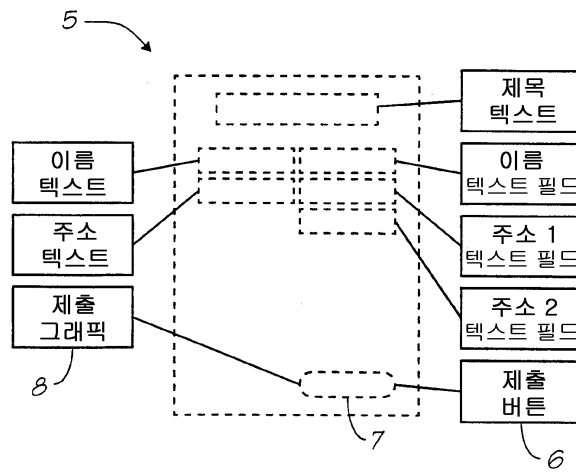 5
제목
텍스트
이름
텍스트
이름
텍스트 필드
주소
텍스트
주소 1
텍스트 필드
제출
그래픽
주소 2
텍스트 필드
제출
버튼
8
7
6